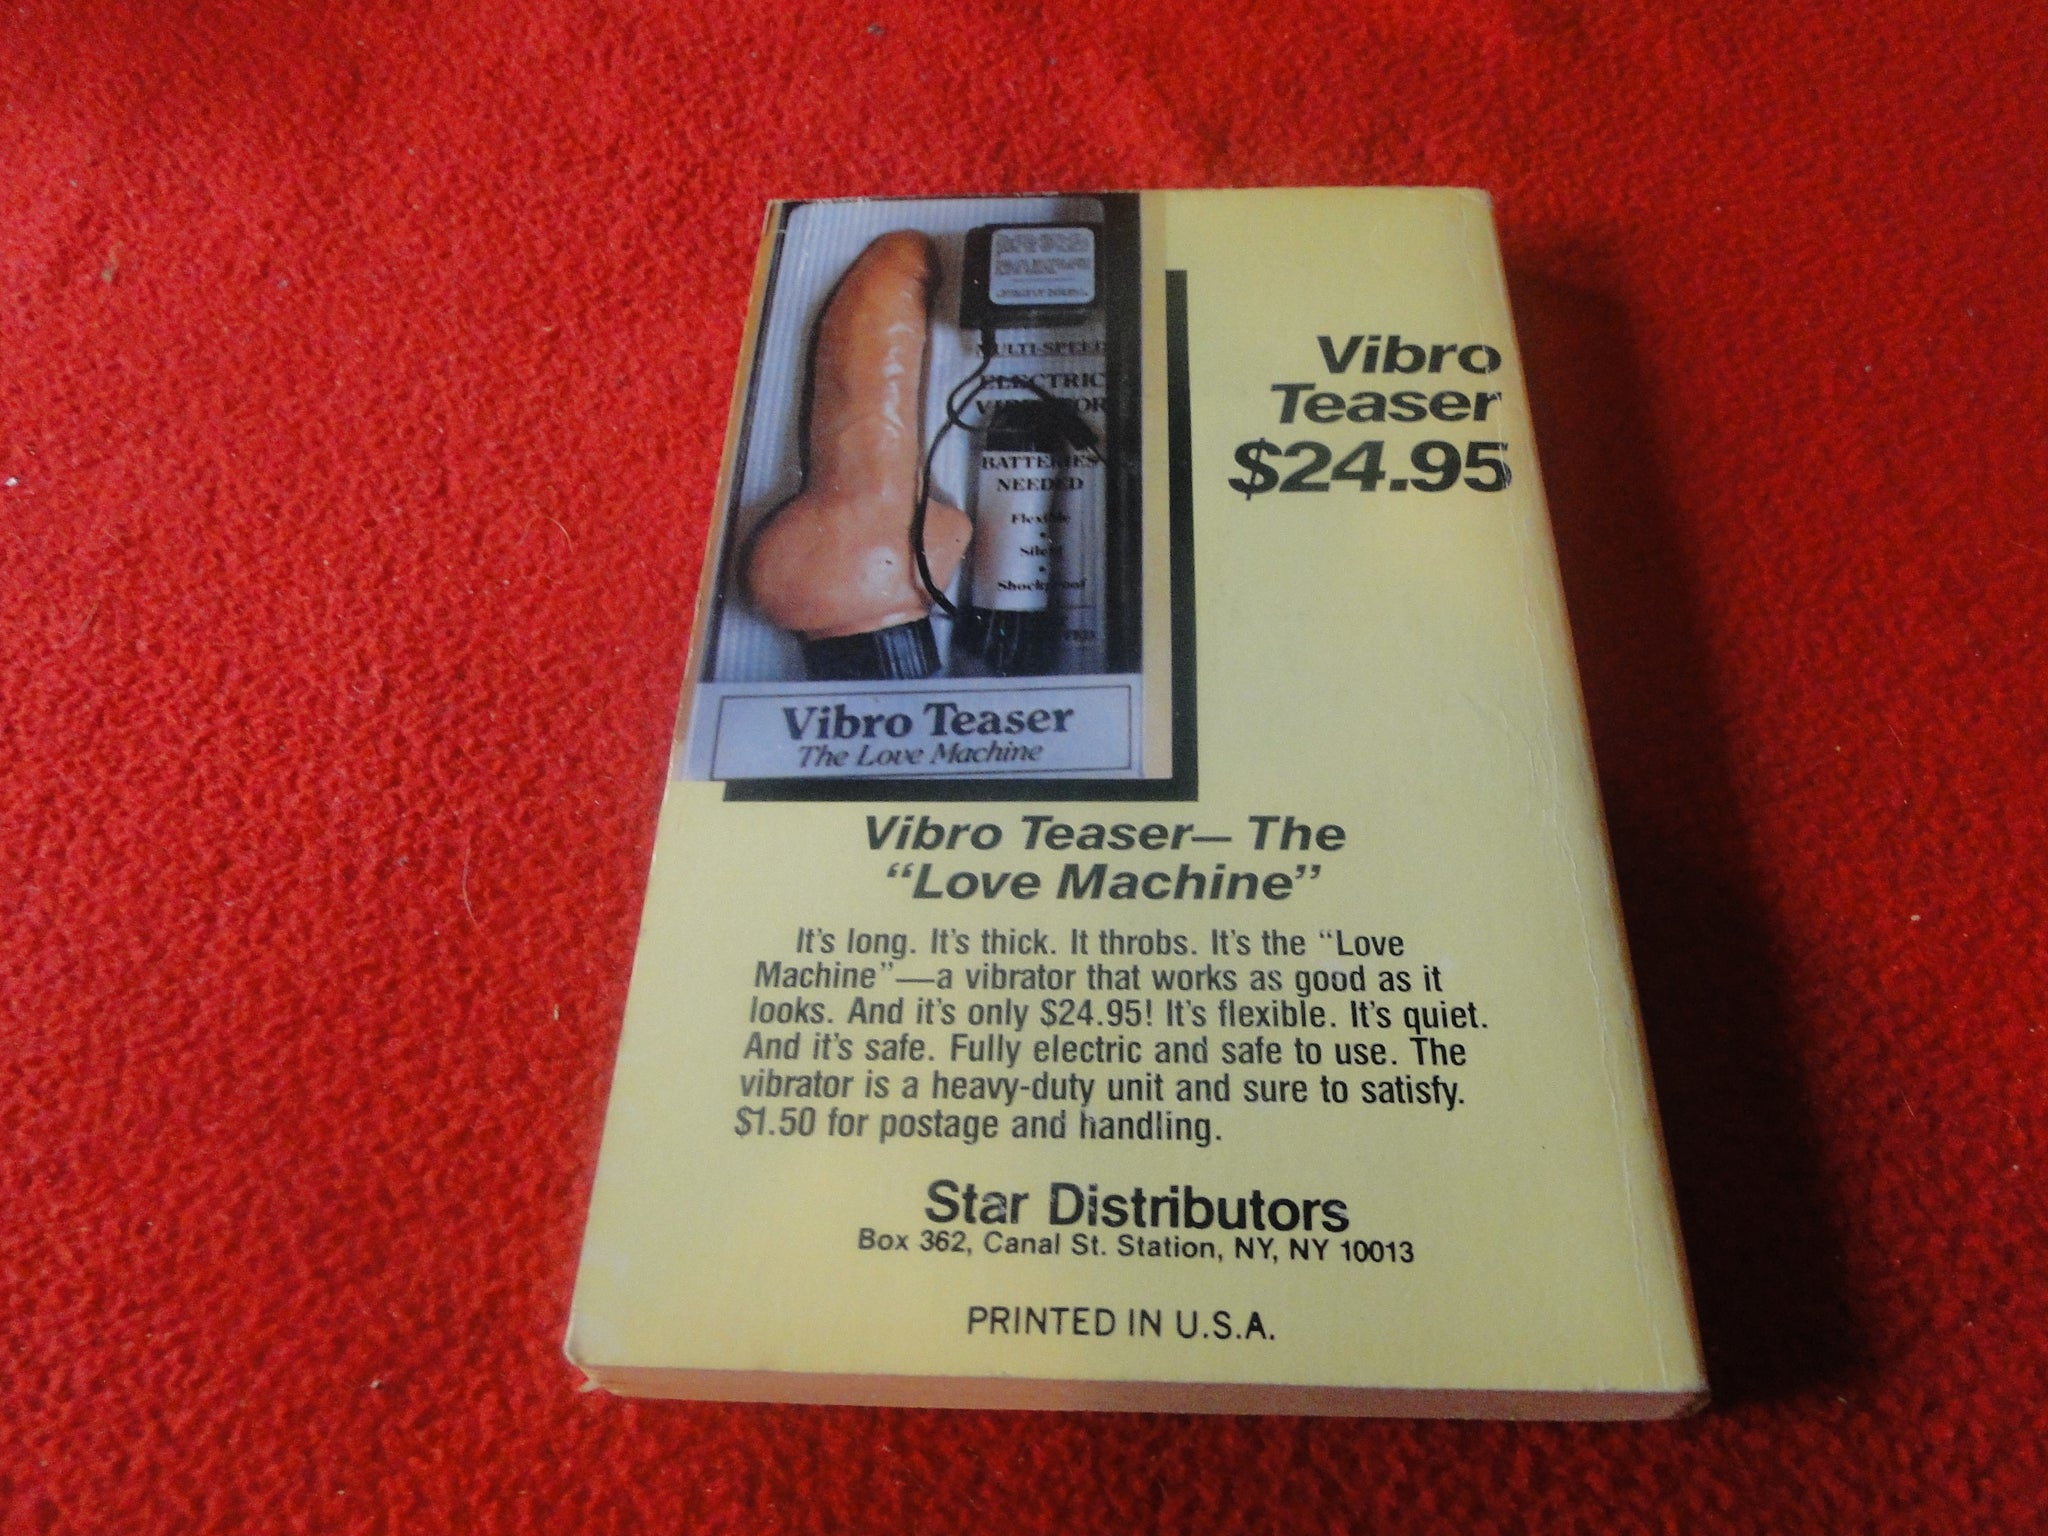 MULTI-SPEED
ELECTRIC
BATTERIES
NEEDED
Flexible
Silent
Shockproof
Vibro Teaser
The Love Machine
Vibro
Teaser
$24.95
Vibro Teaser— The
“Love Machine”
It's long. It's thick. It throbs. It's the “Love
Machine”—a vibrator that works as good as it
looks. And it's only $24.95! It's flexible. It's quiet.
And it's safe. Fully electric and safe to use. The
vibrator is a heavy-duty unit and sure to satisfy.
$1.50 for postage and handling.
Star Distributors
Box 362, Canal St. Station, NY, NY 10013
PRINTED IN U.S.A.